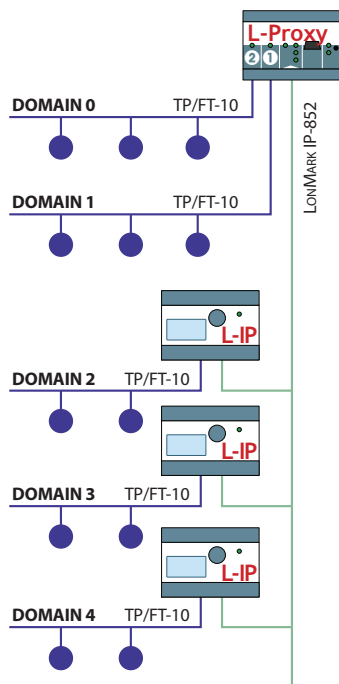 L-Proxy
2 1
DOMAIN 0 TP/FT-10
LONMARK IP-852
DOMAIN 1 TP/FT-10
L-IP
DOMAIN 2 TP/FT-10
L-IP
DOMAIN 3 TP/FT-10
L-IP
DOMAIN 4 TP/FT-10